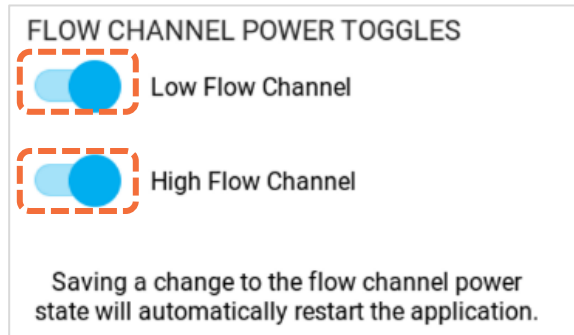 FLOW CHANNEL POWER TOGGLES
Low Flow Channel
High Flow Channel
Saving a change to the flow channel power
state will automatically restart the application.